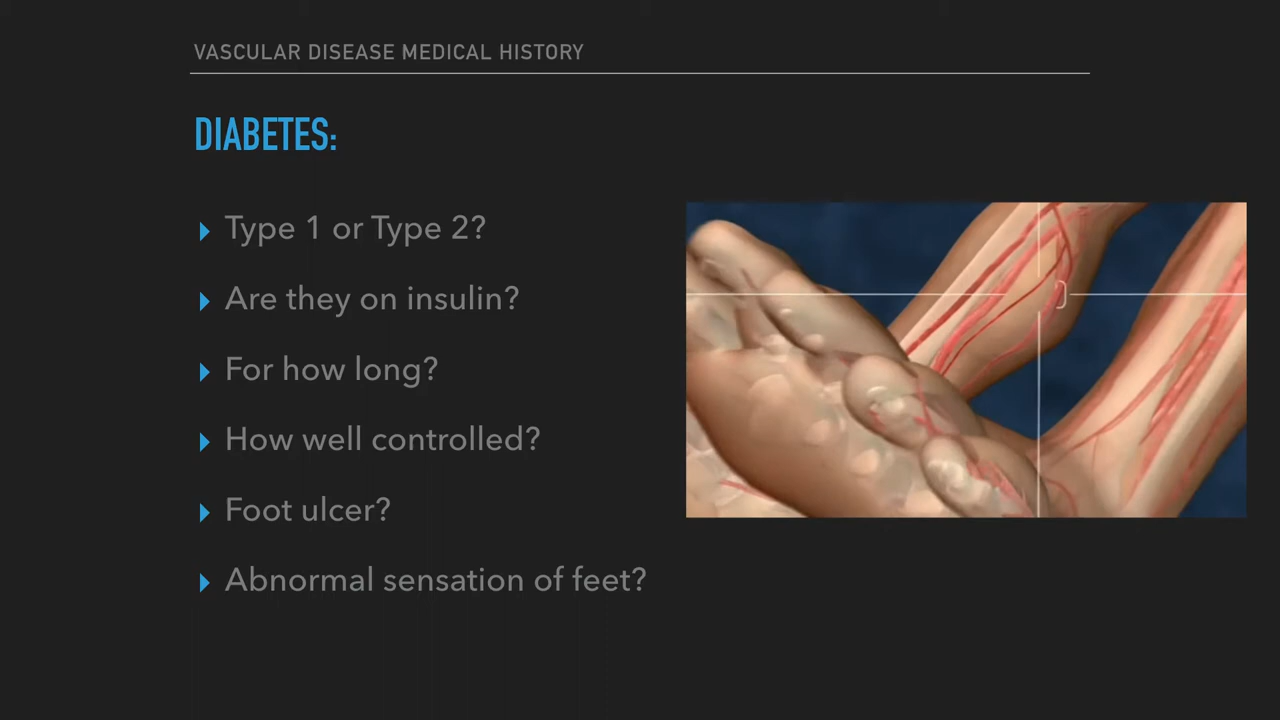 VASCULAR DISEASE MEDICAL HISTORY
DIABETES:
Type 1 or Type 2?
Are they on insulin?
For how long?
How well controlled?
Foot ulcer?
Abnormal sensation of feet?